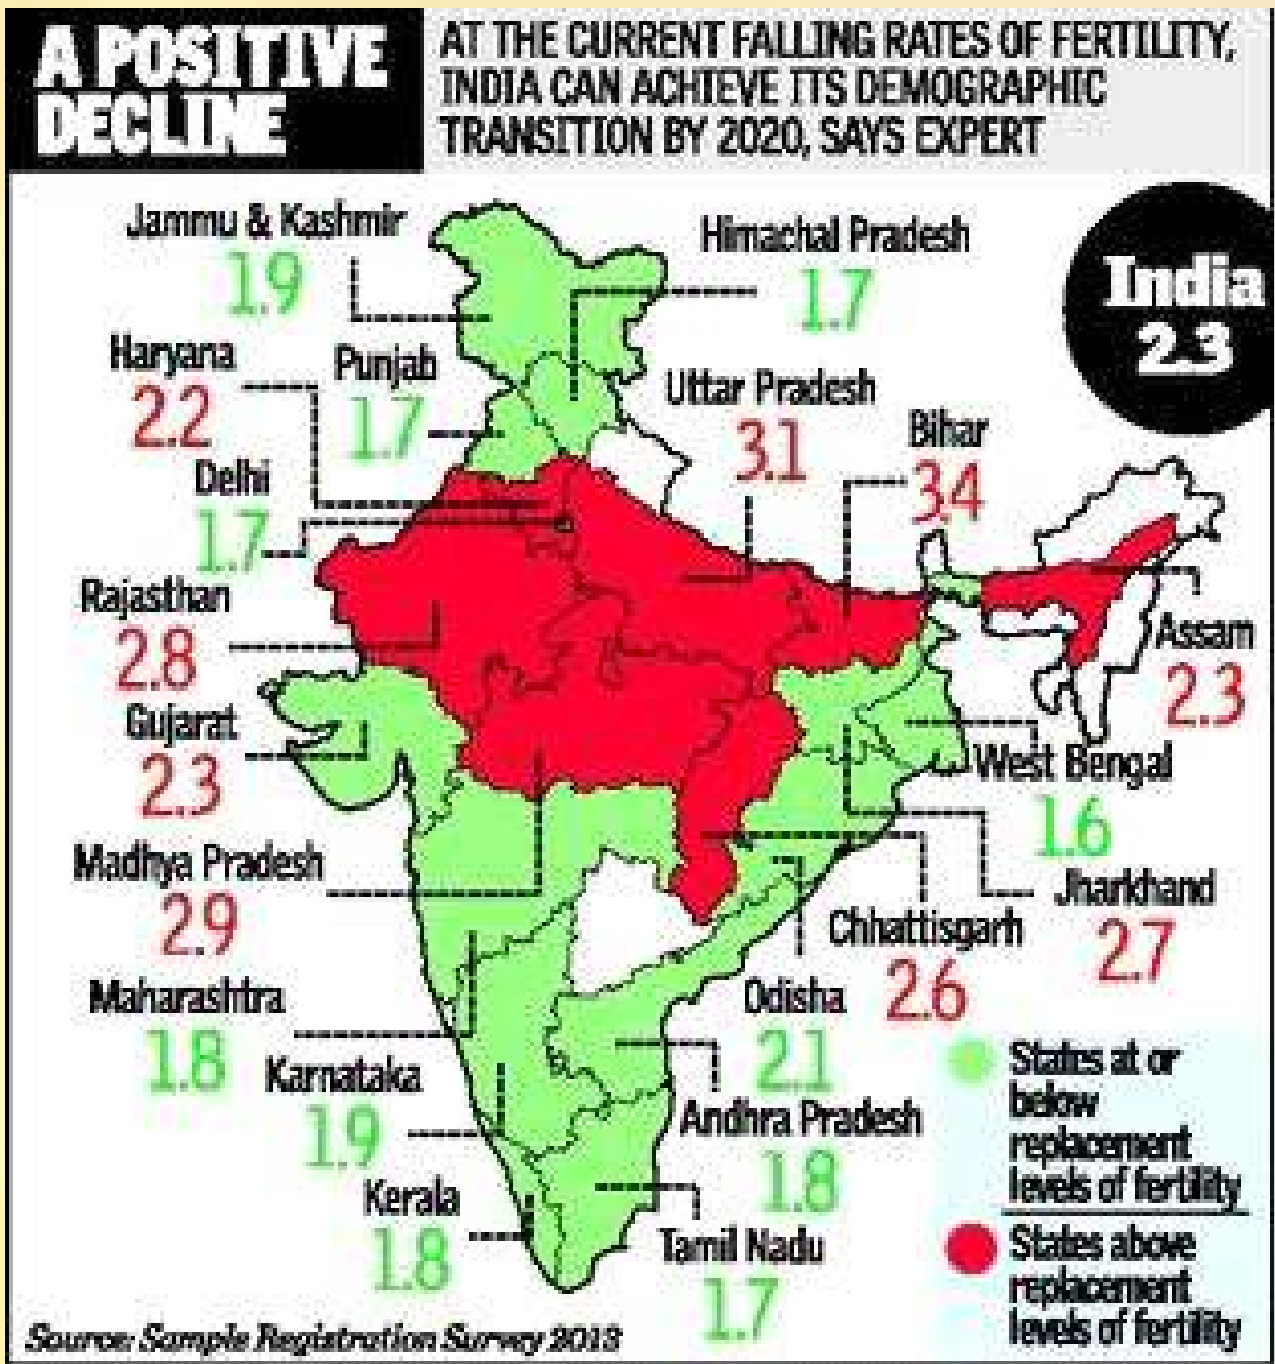 A POSITIVE
DECLINE
AT THE CURRENT FALLING RATES OF FERTILITY,
INDIA CAN ACHIEVE ITS DEMOGRAPHIC
TRANSITION BY 2020, SAYS EXPERT
India
2.3
Jammu & Kashmir
1.9
Himachal Pradesh
1.7
Haryana
2.2
Punjab
1.7
Uttar Pradesh
3.1
Bihar
3.4
Delhi
1.7
Rajasthan
2.8
Assam
2.3
Gujarat
2.3
West Bengal
1.6
Madhya Pradesh
2.9
Jharkhand
2.7
Chhattisgarh
2.6
Maharashtra
1.8
Odisha
2.1
Karnataka
1.9
Andhra Pradesh
1.8
Kerala
1.8
Tamil Nadu
1.7
States at or
below
replacement
levels of fertility
States above
replacement
levels of fertility
Source: Sample Registration Survey 2013